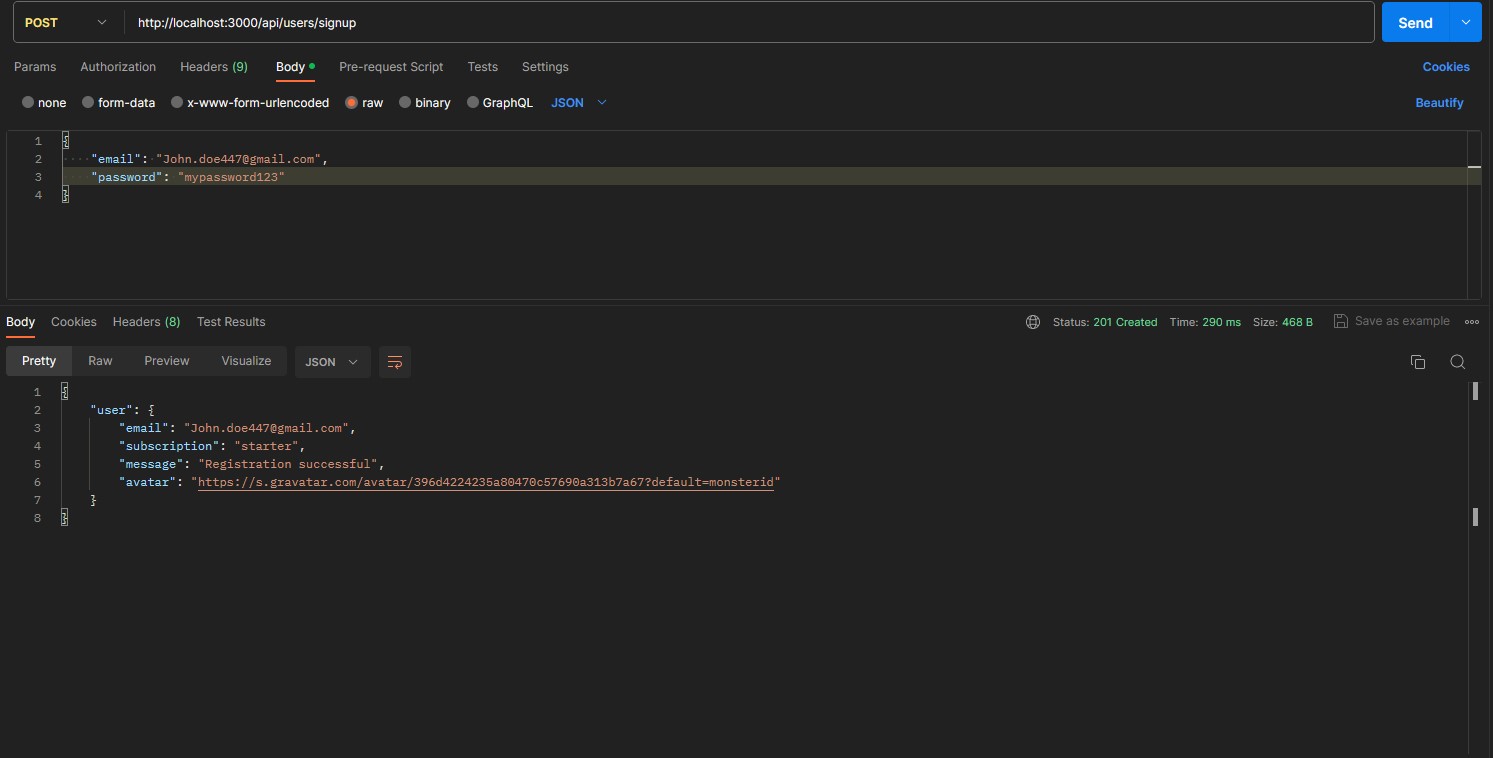 POST http://localhost:3000/api/users/signup Send
Params Authorization Headers (9) Body Pre-request Script Tests Settings Cookies
none form-data x-www-form-urlencoded raw binary GraphQL JSON Beautify
1 {
2 "email": "John.doe447@gmail.com",
3 "password": "mypassword123"
4 }
Body Cookies Headers (8) Test Results Status: 201 Created Time: 290 ms Size: 468 B Save as example
Pretty Raw Preview Visualize JSON
1 {
2 "user": {
3 "email": "John.doe447@gmail.com",
4 "subscription": "starter",
5 "message": "Registration successful",
6 "avatar": "https://s.gravatar.com/avatar/396d4224235a80470c57690a313b7a67?default=monsterid"
7 }
8 }